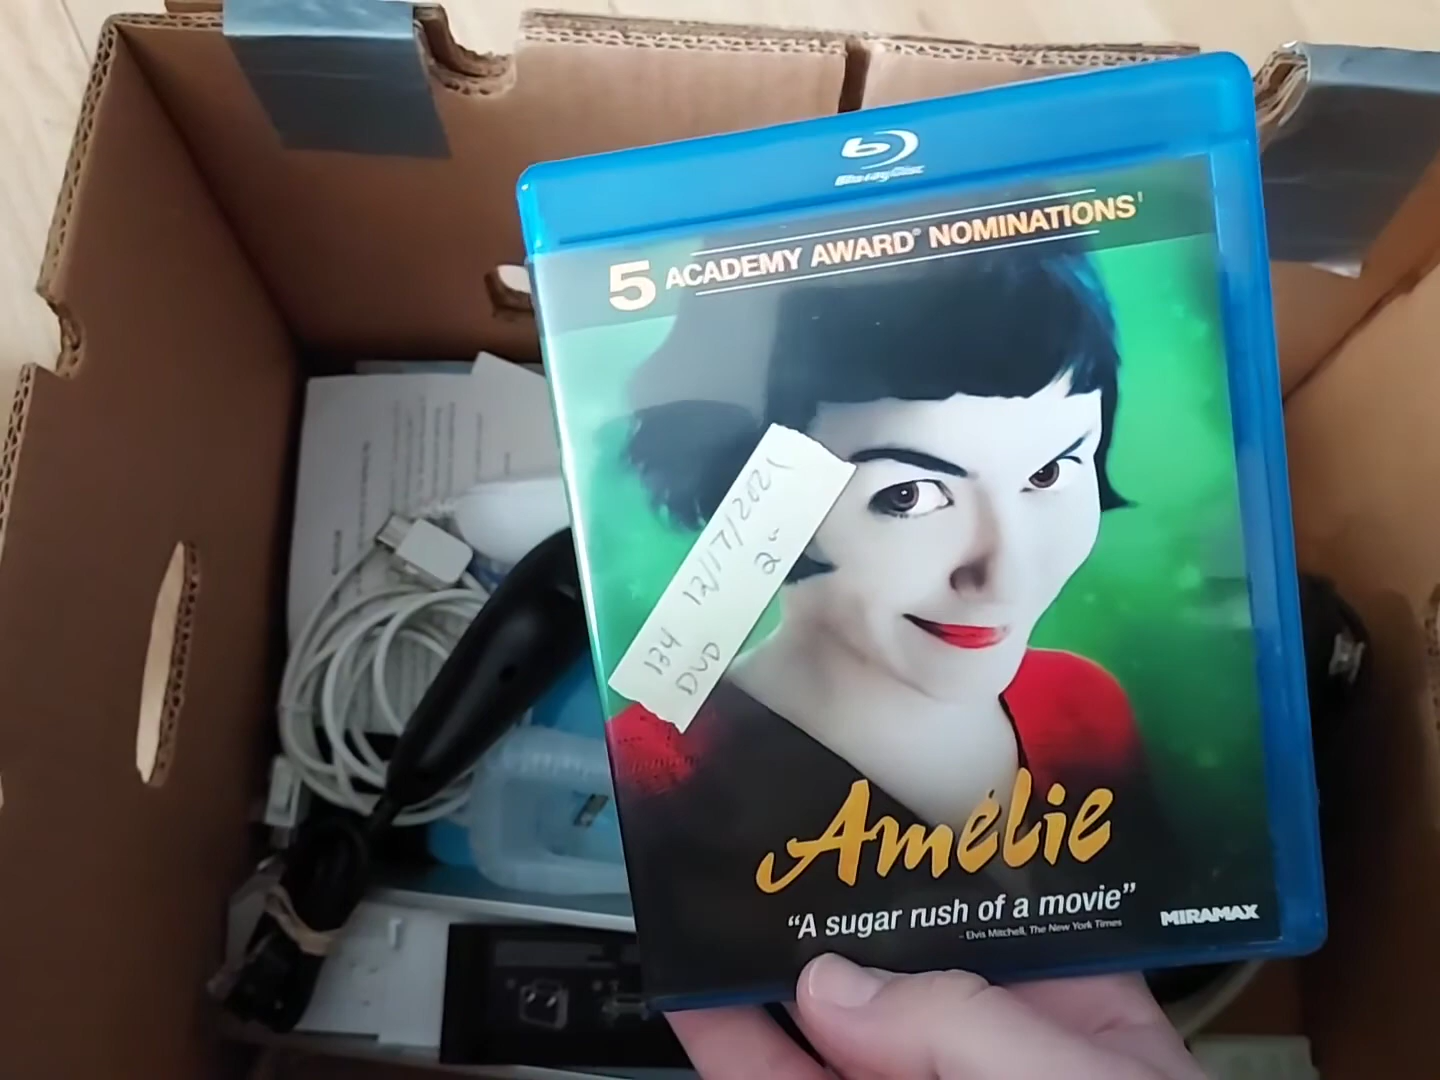 Blu-ray Disc
5 ACADEMY AWARD® NOMINATIONS
134 12/17/2021
DVD 2"
Amélie
“A sugar rush of a movie”
- Elvis Mitchell, The New York Times
MIRAMAX